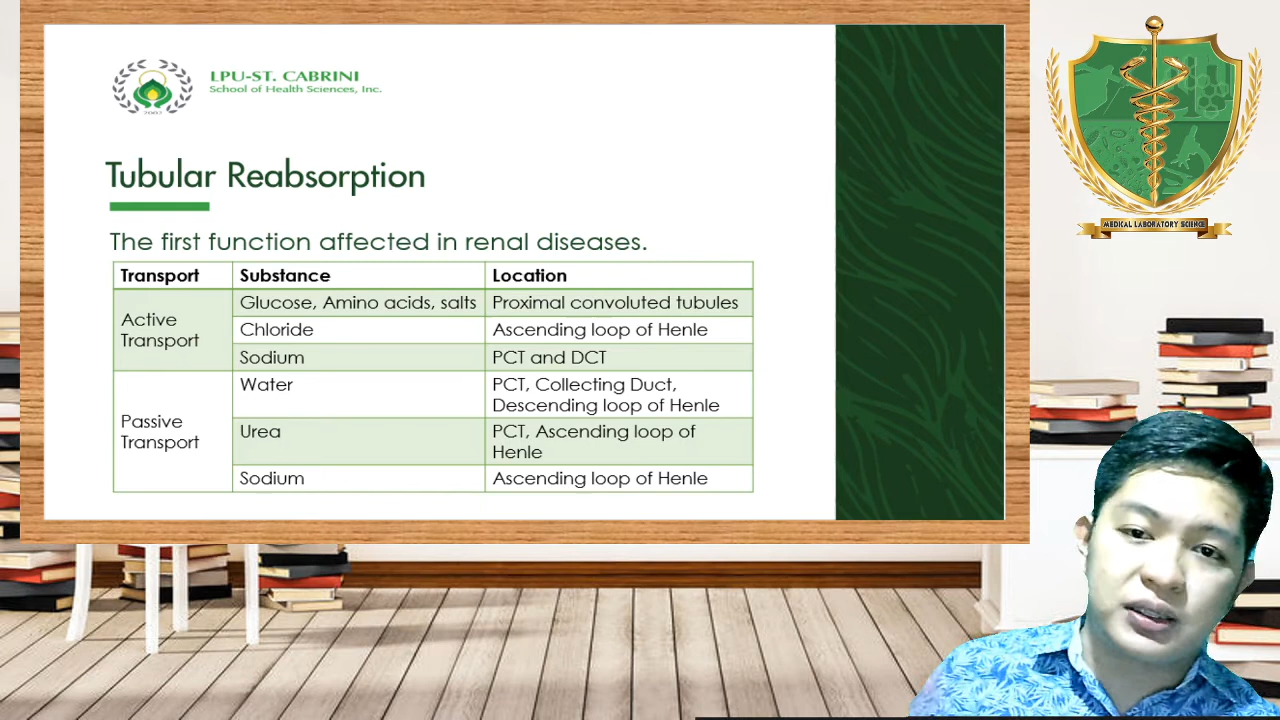 LPU-ST. CABRINI
School of Health Sciences, Inc.
2002
Tubular Reabsorption
The first function affected in renal diseases.
Transport Substance Location
Active Transport
Glucose, Amino acids, salts Proximal convoluted tubules
Chloride Ascending loop of Henle
Sodium PCT and DCT
Passive Transport
Water PCT, Collecting Duct,
Descending loop of Henle
Urea PCT, Ascending loop of
Henle
Sodium Ascending loop of Henle
MEDICAL LABORATORY SCIENCE